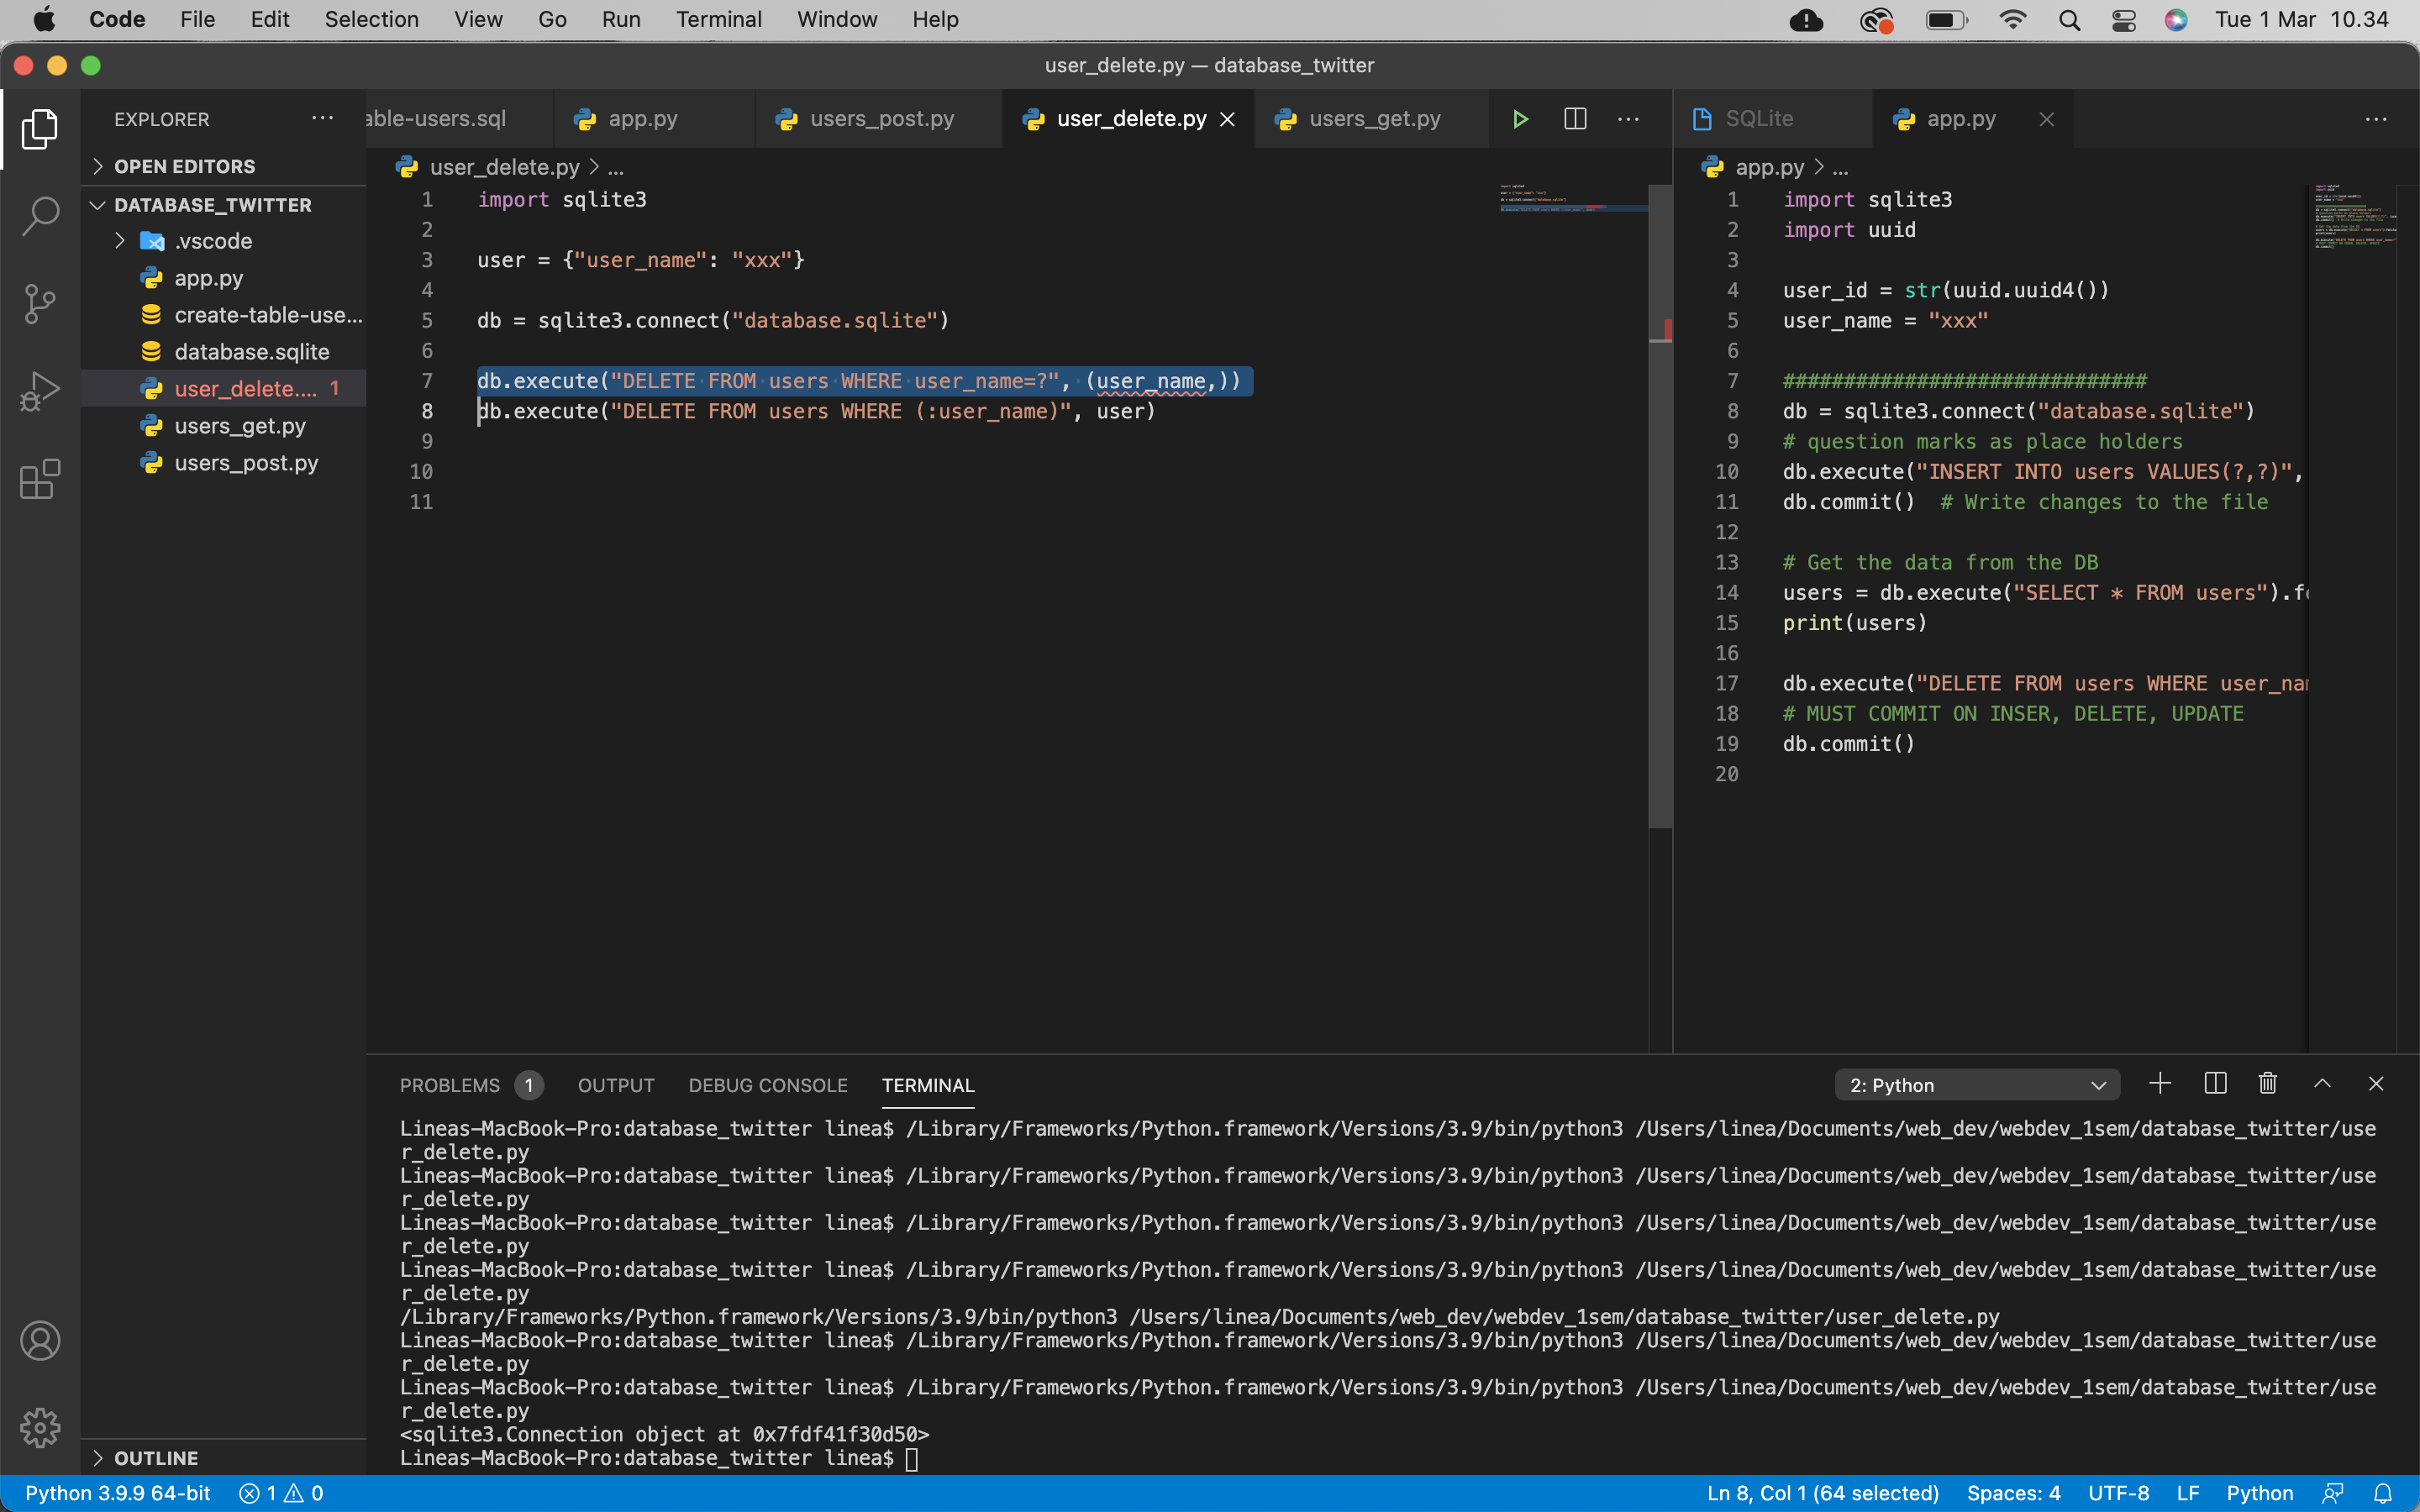 Code File Edit Selection View Go Run Terminal Window Help Tue 1 Mar 10.34
user_delete.py — database_twitter
EXPLORER
OPEN EDITORS
DATABASE_TWITTER
.vscode
app.py
create-table-use...
database.sqlite
user_delete.... 1
users_get.py
users_post.py
OUTLINE
able-users.sql app.py users_post.py user_delete.py users_get.py
user_delete.py > ...
1 import sqlite3
2
3 user = {"user_name": "xxx"}
4
5 db = sqlite3.connect("database.sqlite")
6
7 db.execute("DELETE FROM users WHERE user_name=?", (user_name,))
8 db.execute("DELETE FROM users WHERE (:user_name)", user)
9
10
11
SQLite app.py
app.py > ...
1 import sqlite3
2 import uuid
3
4 user_id = str(uuid.uuid4())
5 user_name = "xxx"
6
7 ##############################
8 db = sqlite3.connect("database.sqlite")
9 # question marks as place holders
10 db.execute("INSERT INTO users VALUES(?,?)",
11 db.commit()  # Write changes to the file
12
13 # Get the data from the DB
14 users = db.execute("SELECT * FROM users").fe
15 print(users)
16
17 db.execute("DELETE FROM users WHERE user_nam
18 # MUST COMMIT ON INSER, DELETE, UPDATE
19 db.commit()
20
PROBLEMS 1 OUTPUT DEBUG CONSOLE TERMINAL 2: Python
Lineas-MacBook-Pro:database_twitter linea$ /Library/Frameworks/Python.framework/Versions/3.9/bin/python3 /Users/linea/Documents/web_dev/webdev_1sem/database_twitter/use
r_delete.py
Lineas-MacBook-Pro:database_twitter linea$ /Library/Frameworks/Python.framework/Versions/3.9/bin/python3 /Users/linea/Documents/web_dev/webdev_1sem/database_twitter/use
r_delete.py
Lineas-MacBook-Pro:database_twitter linea$ /Library/Frameworks/Python.framework/Versions/3.9/bin/python3 /Users/linea/Documents/web_dev/webdev_1sem/database_twitter/use
r_delete.py
Lineas-MacBook-Pro:database_twitter linea$ /Library/Frameworks/Python.framework/Versions/3.9/bin/python3 /Users/linea/Documents/web_dev/webdev_1sem/database_twitter/use
r_delete.py
/Library/Frameworks/Python.framework/Versions/3.9/bin/python3 /Users/linea/Documents/web_dev/webdev_1sem/database_twitter/user_delete.py
Lineas-MacBook-Pro:database_twitter linea$ /Library/Frameworks/Python.framework/Versions/3.9/bin/python3 /Users/linea/Documents/web_dev/webdev_1sem/database_twitter/use
r_delete.py
Lineas-MacBook-Pro:database_twitter linea$ /Library/Frameworks/Python.framework/Versions/3.9/bin/python3 /Users/linea/Documents/web_dev/webdev_1sem/database_twitter/use
r_delete.py
<sqlite3.Connection object at 0x7fdf41f30d50>
Lineas-MacBook-Pro:database_twitter linea$
Python 3.9.9 64-bit 1 0 Ln 8, Col 1 (64 selected) Spaces: 4 UTF-8 LF Python